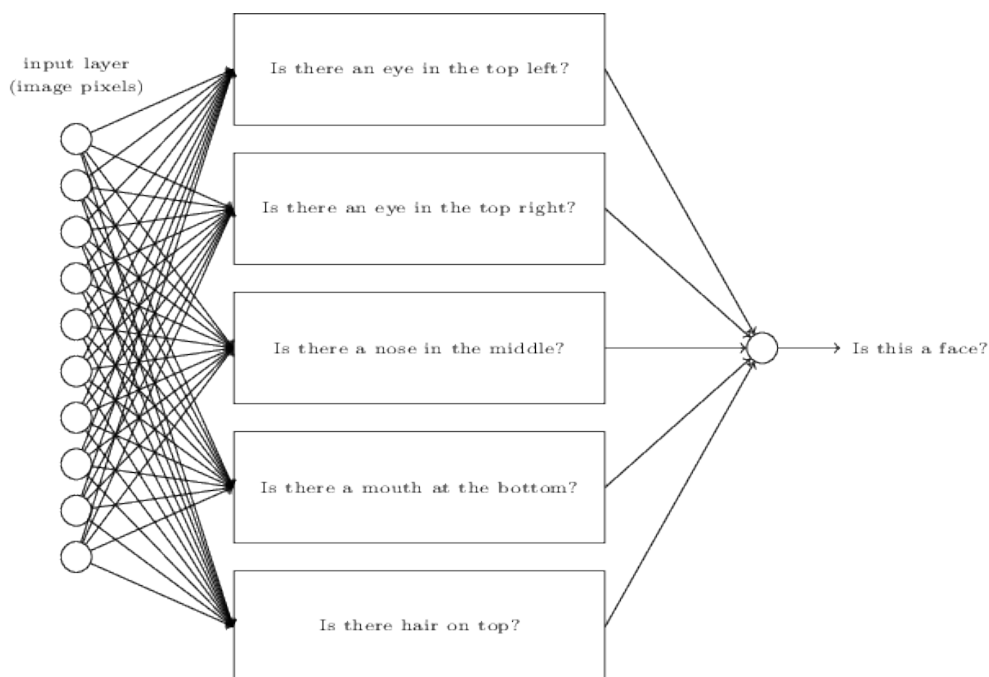 input layer
(image pixels)
Is there an eye in the top left?
Is there an eye in the top right?
Is there a nose in the middle?
Is there a mouth at the bottom?
Is there hair on top?
Is this a face?